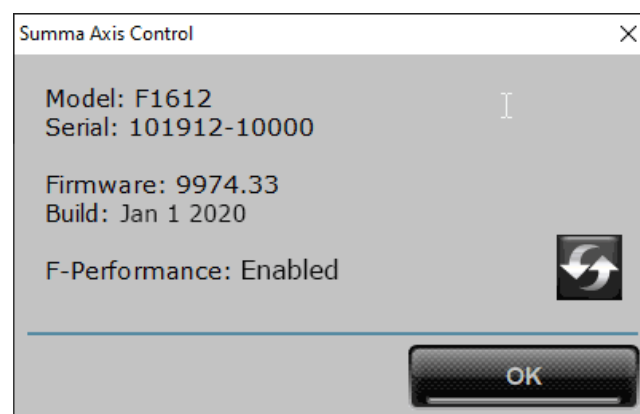 Summa Axis Control
Model: F1612
Serial: 101912-10000
Firmware: 9974.33
Build: Jan 1 2020
F-Performance: Enabled
OK